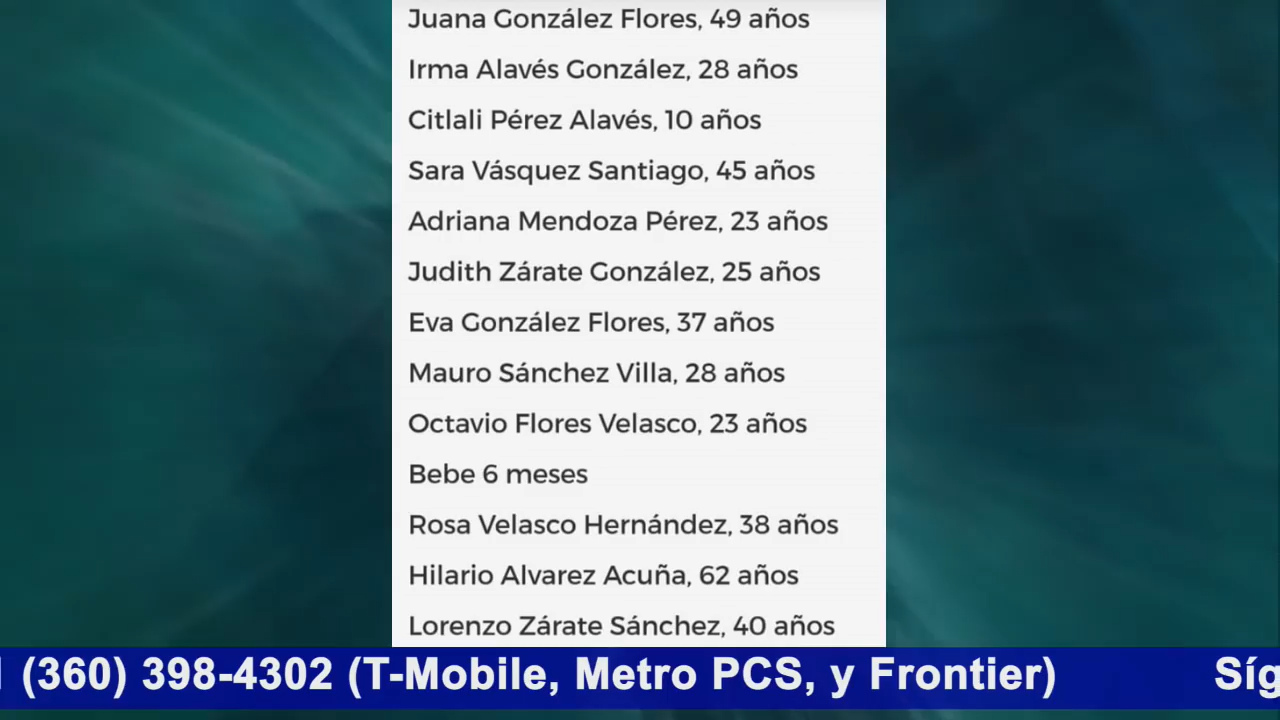 Juana González Flores, 49 años
Irma Alavés González, 28 años
Citlali Pérez Alavés, 10 años
Sara Vásquez Santiago, 45 años
Adriana Mendoza Pérez, 23 años
Judith Zárate González, 25 años
Eva González Flores, 37 años
Mauro Sánchez Villa, 28 años
Octavio Flores Velasco, 23 años
Bebe 6 meses
Rosa Velasco Hernández, 38 años
Hilario Alvarez Acuña, 62 años
Lorenzo Zárate Sánchez, 40 años
(360) 398-4302 (T-Mobile, Metro PCS, y Frontier)